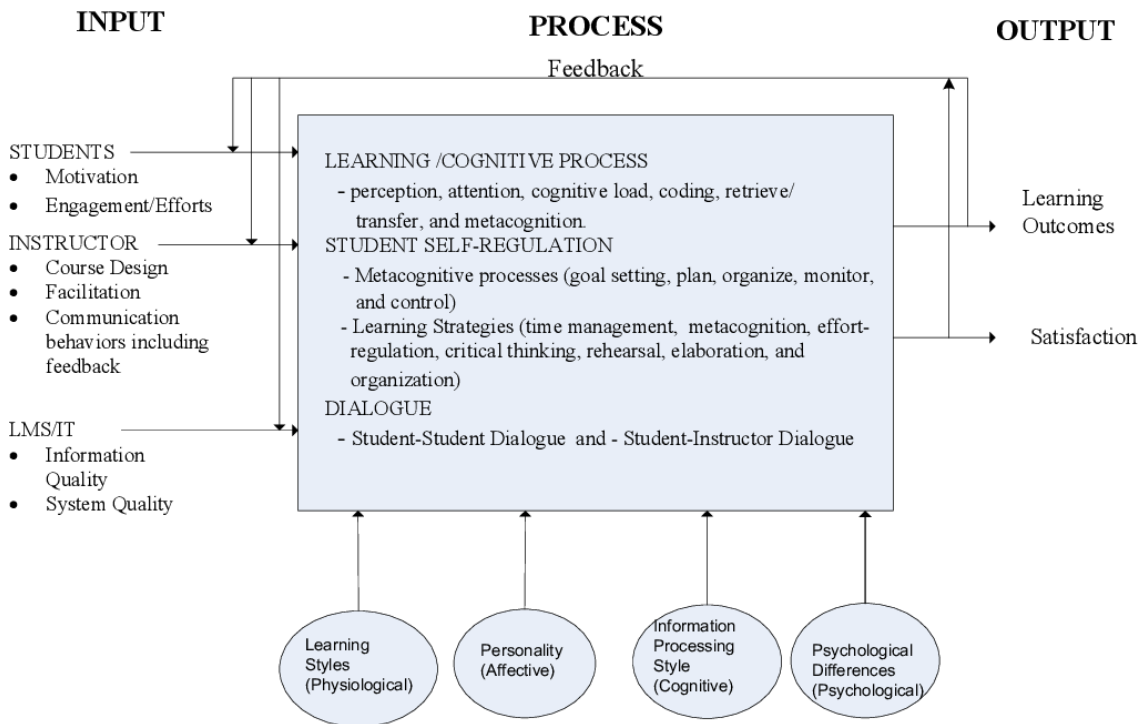 INPUT
PROCESS
OUTPUT
Feedback
STUDENTS
• Motivation
• Engagement/Efforts
INSTRUCTOR
• Course Design
• Facilitation
• Communication
behaviors including
feedback
LMS/IT
• Information
Quality
• System Quality
LEARNING /COGNITIVE PROCESS
- perception, attention, cognitive load, coding, retrieve/
transfer, and metacognition.
STUDENT SELF-REGULATION
- Metacognitive processes (goal setting, plan, organize, monitor,
and control)
- Learning Strategies (time management, metacognition, effort-
regulation, critical thinking, rehearsal, elaboration, and
organization)
DIALOGUE
- Student-Student Dialogue and - Student-Instructor Dialogue
Learning
Outcomes
Satisfaction
Learning
Styles
(Physiological)
Personality
(Affective)
Information
Processing
Style
(Cognitive)
Psychological
Differences
(Psychological)